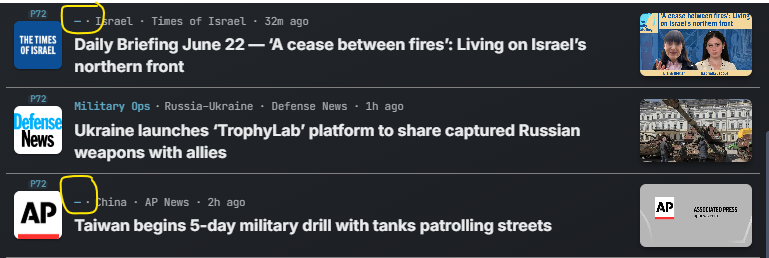 P72
— · Israel · Times of Israel · 32m ago
THE TIMES
OF ISRAEL
Daily Briefing June 22 — ‘A cease between fires’: Living on Israel’s
northern front
'A cease between fires': Living
on Israel's northern front
P72
Military Ops · Russia-Ukraine · Defense News · 1h ago
Defense
News
Ukraine launches ‘TrophyLab’ platform to share captured Russian
weapons with allies
P72
— · China · AP News · 2h ago
AP
Taiwan begins 5-day military drill with tanks patrolling streets
AP
ASSOCIATED PRESS